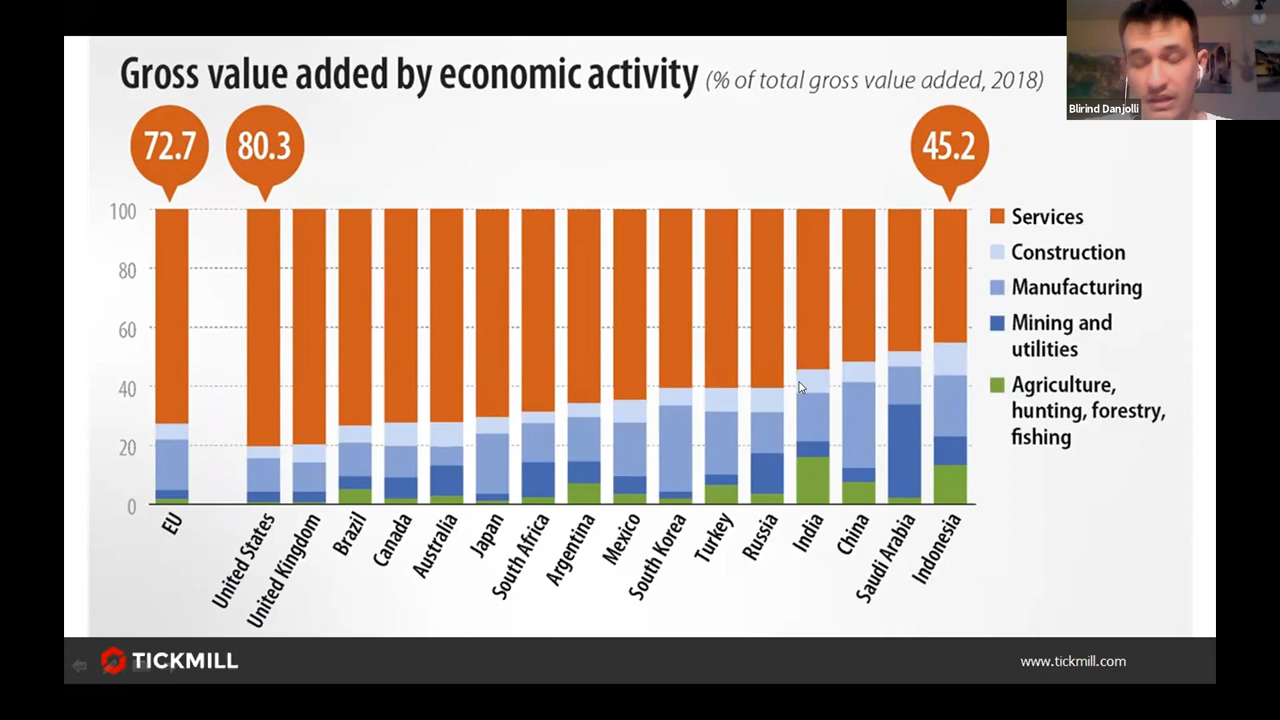 Gross value added by economic activity (% of total gross value added, 2018)
Blirind Danjolli
72.7
80.3
45.2
100
80
60
40
20
0
Services
Construction
Manufacturing
Mining and
utilities
Agriculture,
hunting, forestry,
fishing
EU
United States
United Kingdom
Brazil
Canada
Australia
Japan
South Africa
Argentina
Mexico
South Korea
Turkey
Russia
India
China
Saudi Arabia
Indonesia
TICKMILL
www.tickmill.com